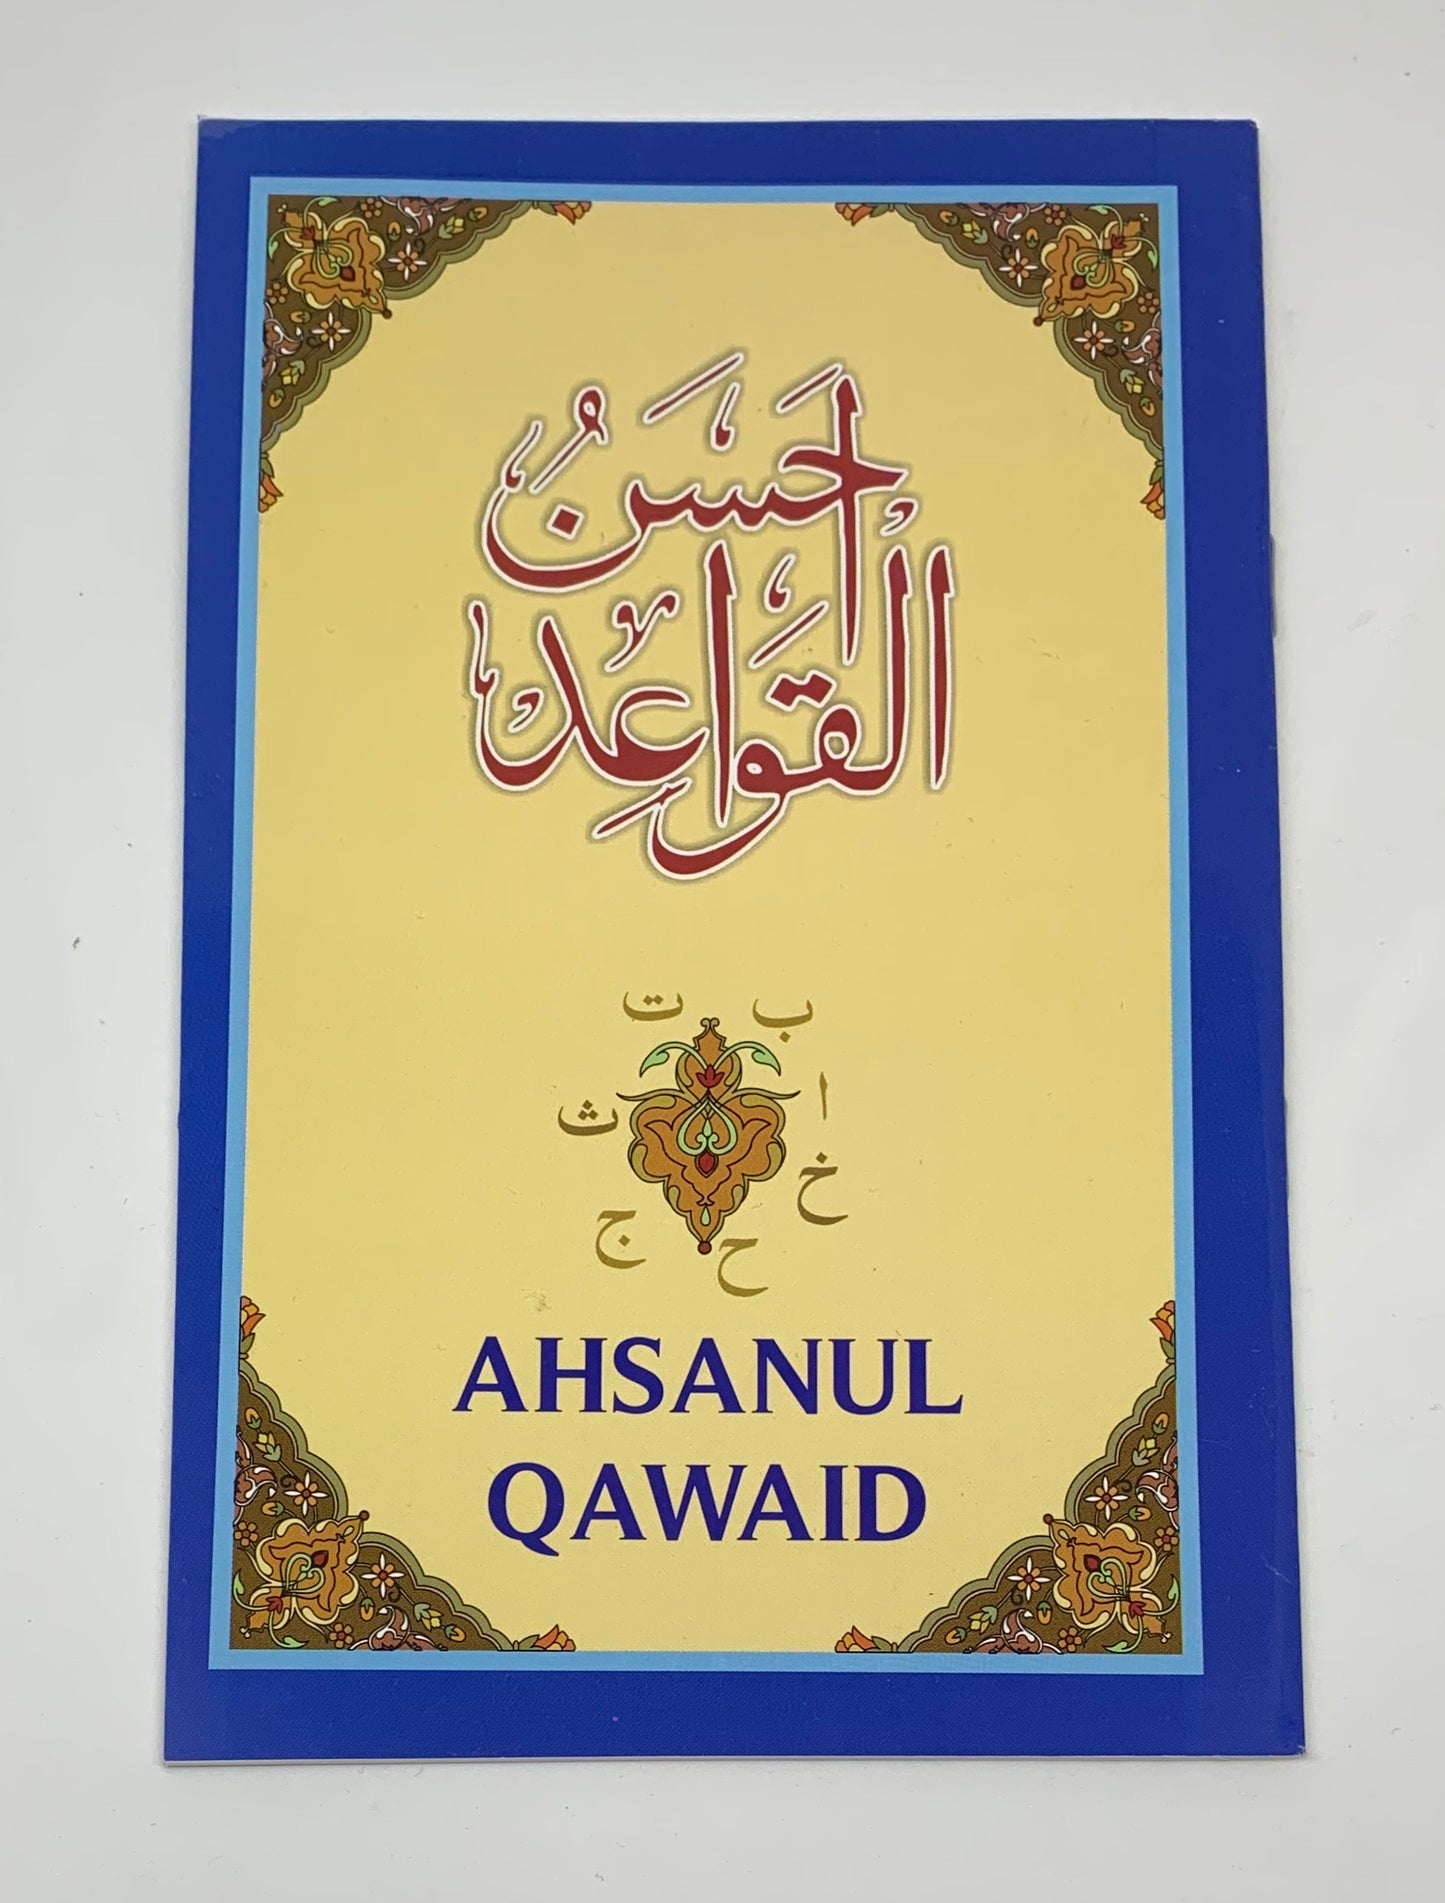 احسنُ
القواعد
ت ب
ث ا
خ
ج ح
AHSANUL
QAWAID